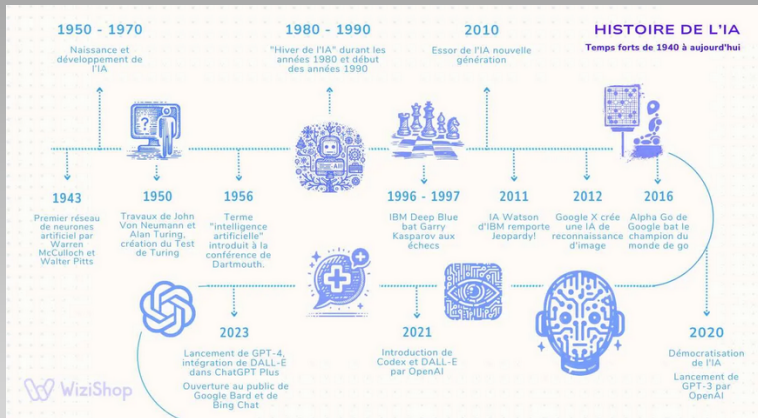 HISTOIRE DE L'IA
Temps forts de 1940 à aujourd'hui
1950 - 1970
Naissance et
développement de
l'IA
1980 - 1990
"Hiver de l'IA" durant les
années 1980 et début
des années 1990
2010
Essor de l'IA nouvelle
génération
?
AI
1943
Premier réseau
de neurones
artificiel par
Warren
McCulloch et
Walter Pitts
1950
Travaux de John
Von Neumann et
Alan Turing,
création du Test
de Turing
1956
Terme
"intelligence
artificielle"
introduit à la
conférence de
Dartmouth.
1996 - 1997
IBM Deep Blue
bat Garry
Kasparov aux
échecs
2011
IA Watson
d'IBM remporte
Jeopardy!
2012
Google X crée
une IA de
reconnaissance
d'image
2016
Alpha Go de
Google bat le
champion du
monde de go
2020
Démocratisation
de l'IA
Lancement de
GPT-3 par
OpenAI
2021
Introduction de
Codex et DALL-E
par OpenAI
2023
Lancement de GPT-4,
intégration de DALL-E
dans ChatGPT Plus
Ouverture au public de
Google Bard et de
Bing Chat
WiziShop